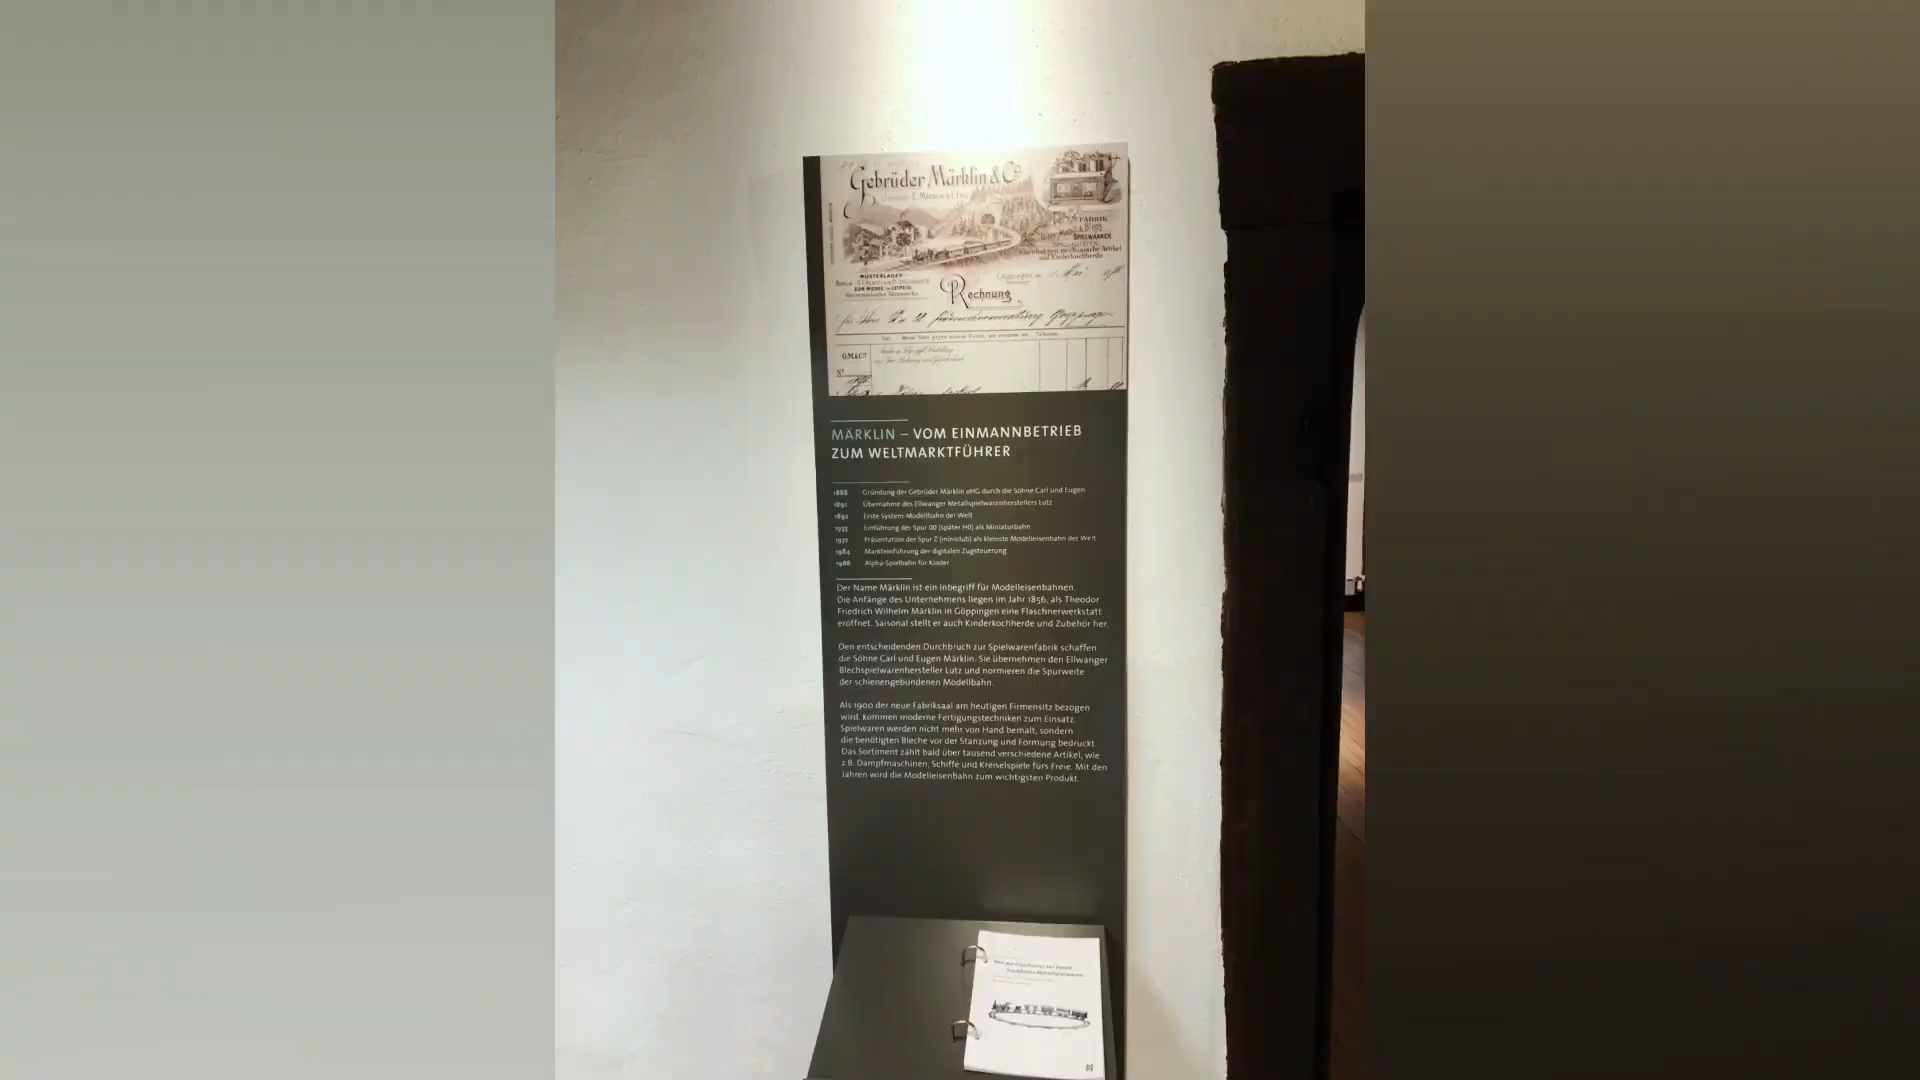 Gebrüder Märklin & Co
FABRIK
SPIELWAAREN
und Kinderkochherde
MUSTERLAGER
ZUR MESSE in LEIPZIG
Rechnung
G.M&Co
No
MÄRKLIN – VOM EINMANNBETRIEB
ZUM WELTMARKTFÜHRER
1888 Gründung der Gebrüder Märklin oHG durch die Söhne Carl und Eugen
1891 Übernahme des Ellwanger Metallspielwarenherstellers Lutz
1892 Erste System-Modellbahn der Welt
1935 Einführung der Spur 00 (später H0) als Miniaturbahn
1972 Präsentation der Spur Z (miniclub) als kleinste Modelleisenbahn der Welt
1984 Markteinführung der digitalen Zugsteuerung
1988 Alpha-Spielbahn für Kinder
Der Name Märklin ist ein Inbegriff für Modelleisenbahnen.
Die Anfänge des Unternehmens liegen im Jahr 1856, als Theodor
Friedrich Wilhelm Märklin in Göppingen eine Flaschnerwerkstatt
eröffnet. Saisonal stellt er auch Kinderkochherde und Zubehör her.
Den entscheidenden Durchbruch zur Spielwarenfabrik schaffen
die Söhne Carl und Eugen Märklin. Sie übernehmen den Ellwanger
Blechspielwarenhersteller Lutz und normieren die Spurweite
der schienengebundenen Modellbahn.
Als 1900 der neue Fabriksaal am heutigen Firmensitz bezogen
wird, kommen moderne Fertigungstechniken zum Einsatz.
Spielwaren werden nicht mehr von Hand bemalt, sondern
die benötigten Bleche vor der Stanzung und Formung bedruckt.
Das Sortiment zählt bald über tausend verschiedene Artikel, wie
z.B. Dampfmaschinen, Schiffe und Kreiselspiele fürs Freie. Mit den
Jahren wird die Modelleisenbahn zum wichtigsten Produkt.